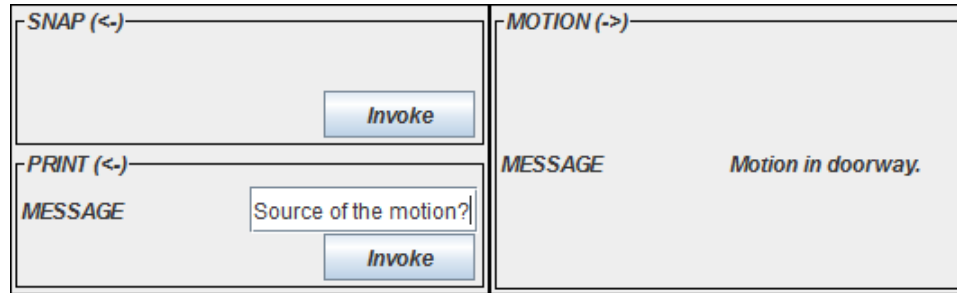 SNAP (<-)
Invoke
PRINT (<-)
MESSAGE Source of the motion?
Invoke
MOTION (->)
MESSAGE Motion in doorway.